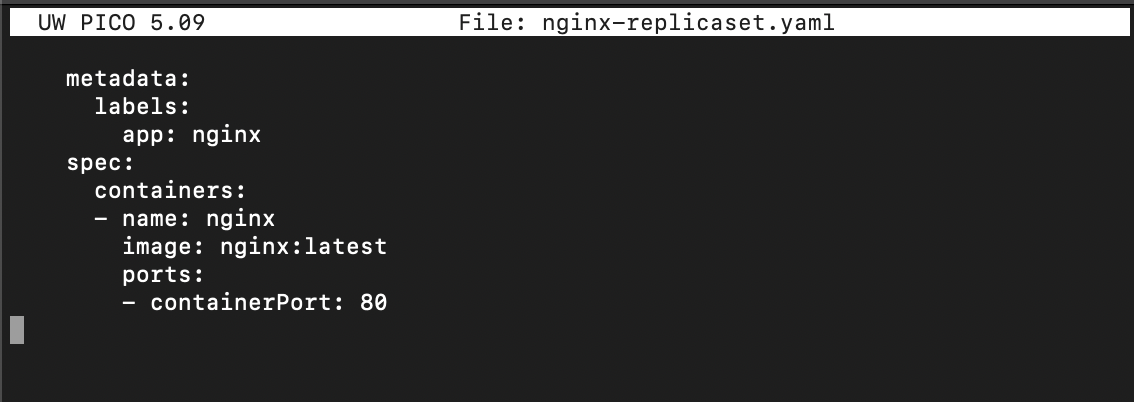 UW PICO 5.09 File: nginx-replicaset.yaml
metadata:
labels:
app: nginx
spec:
containers:
- name: nginx
image: nginx:latest
ports:
- containerPort: 80